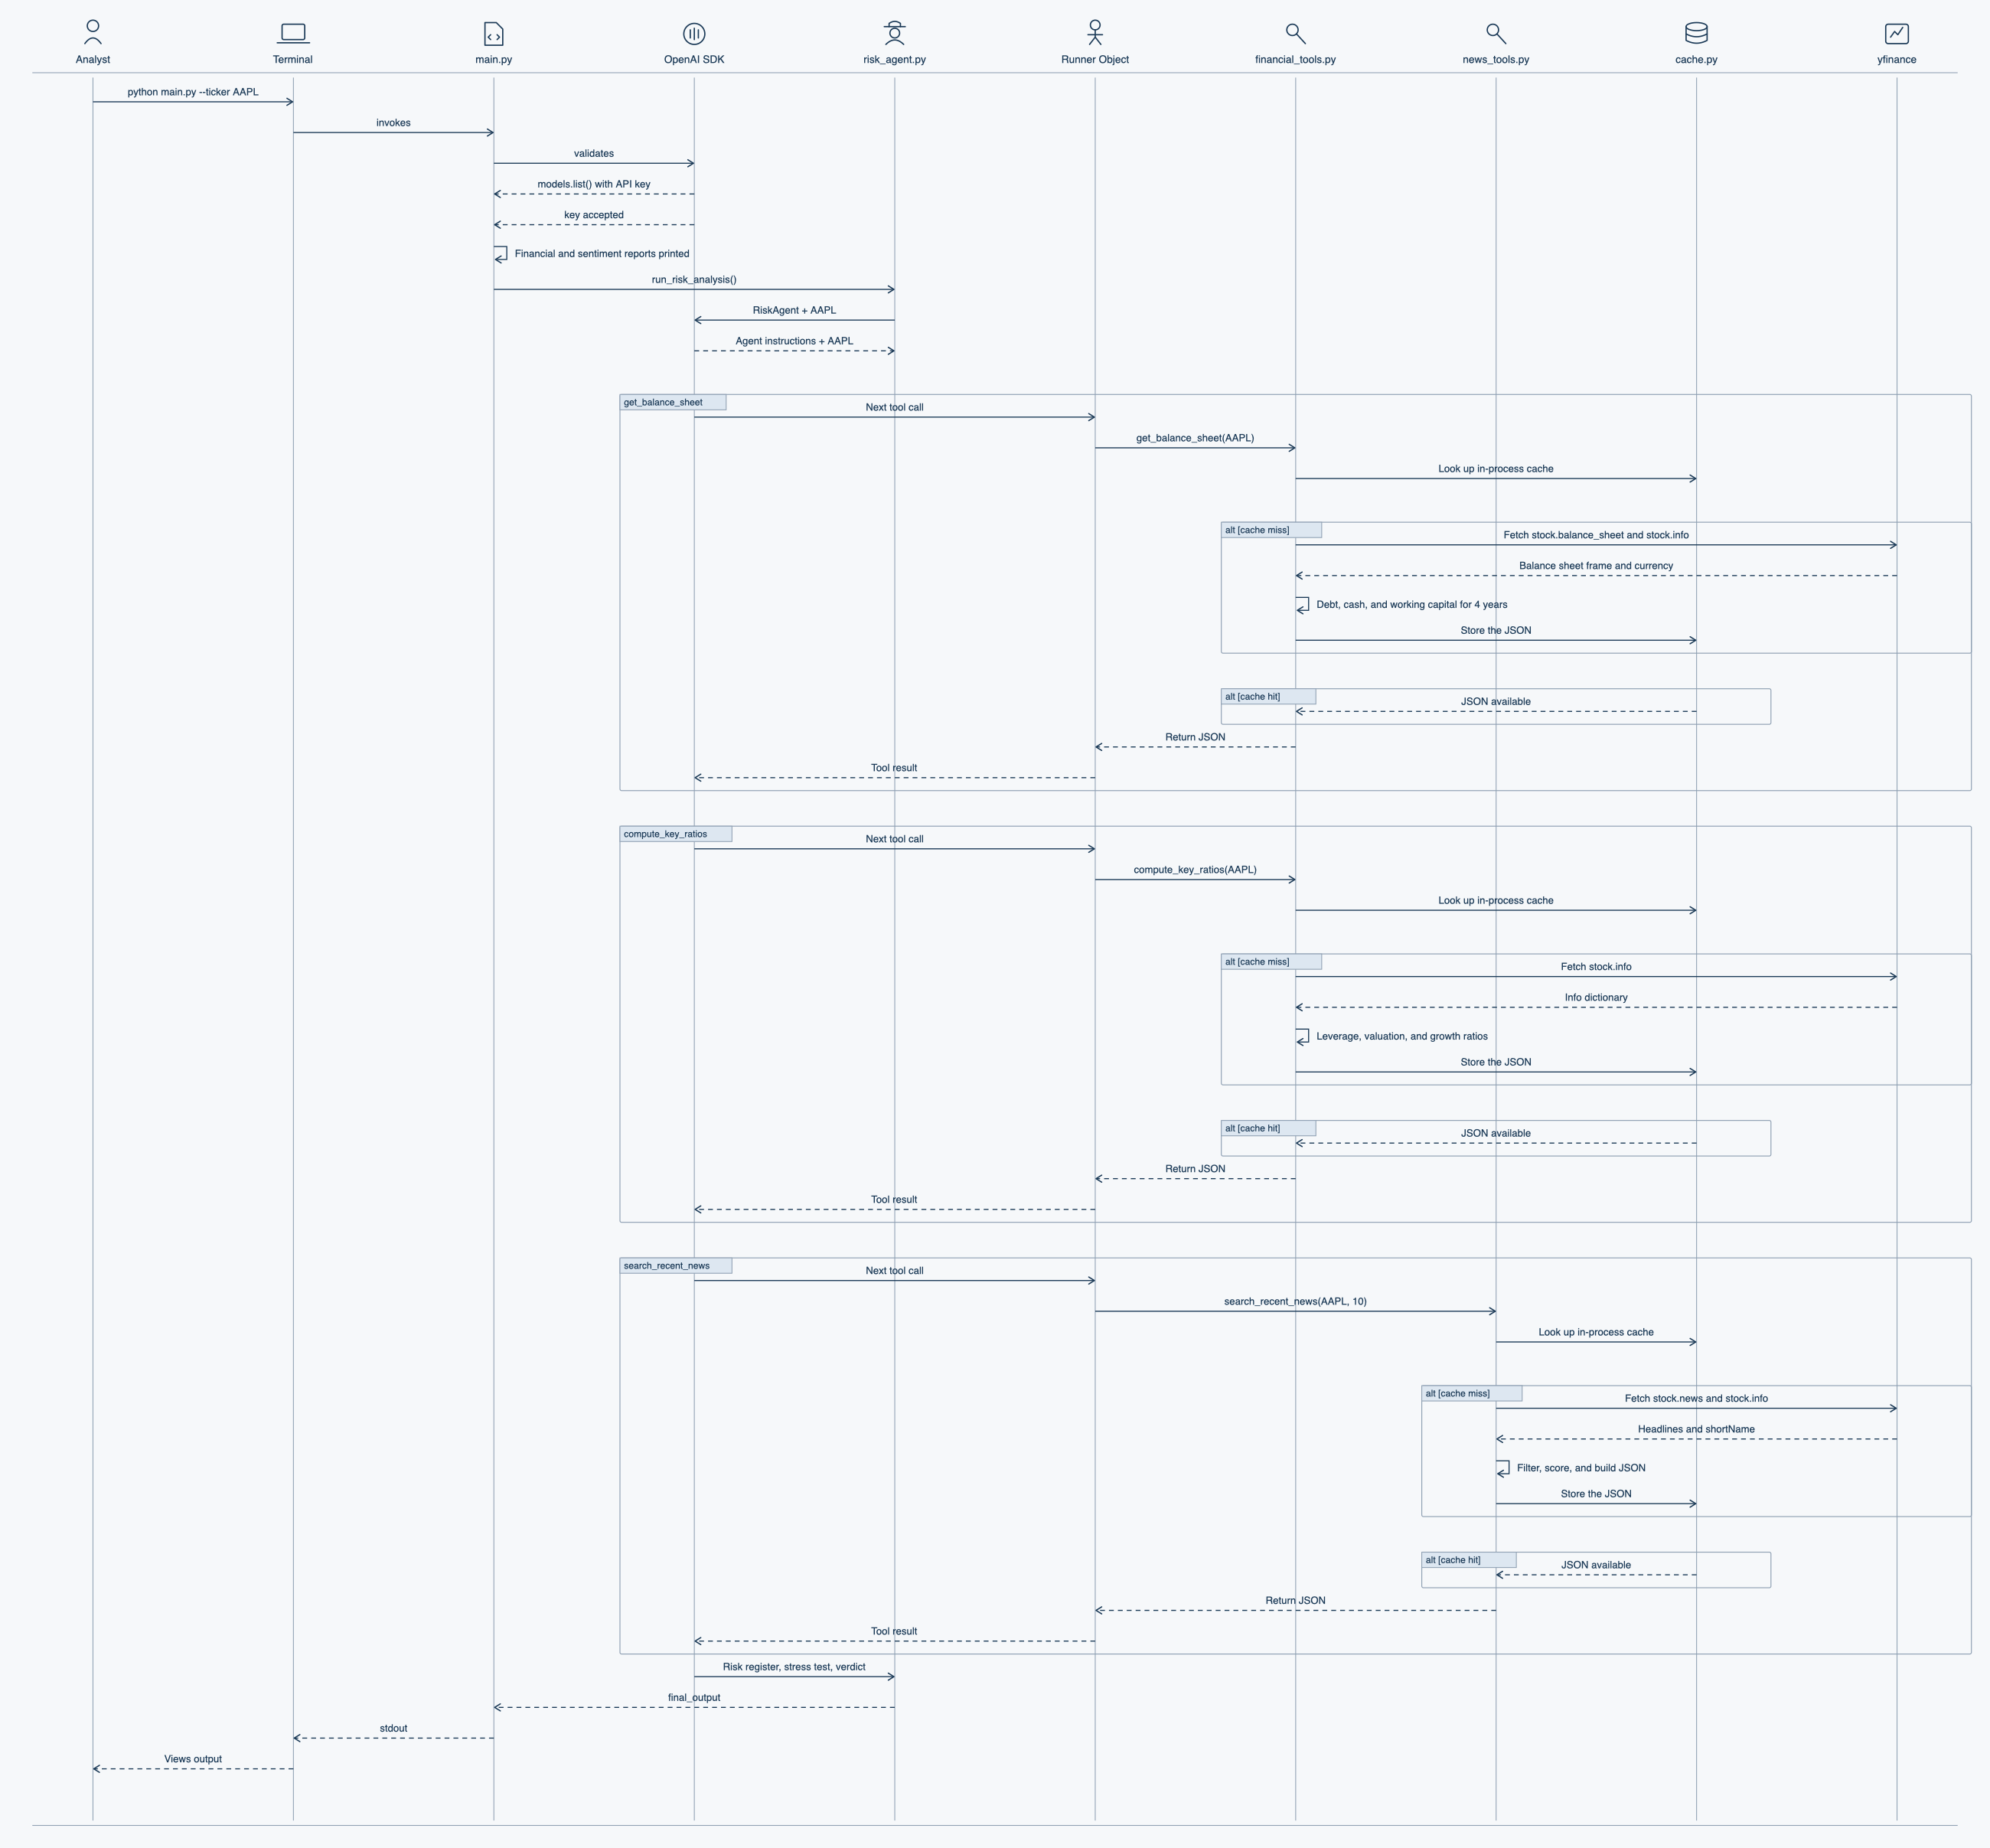 Analyst
Terminal
main.py
OpenAI SDK
risk_agent.py
Runner Object
financial_tools.py
news_tools.py
cache.py
yfinance
python main.py --ticker AAPL
invokes
validates
models.list() with API key
key accepted
Financial and sentiment reports printed
run_risk_analysis()
RiskAgent + AAPL
Agent instructions + AAPL
get_balance_sheet
Next tool call
get_balance_sheet(AAPL)
Look up in-process cache
alt [cache miss]
Fetch stock.balance_sheet and stock.info
Balance sheet frame and currency
Debt, cash, and working capital for 4 years
Store the JSON
alt [cache hit]
JSON available
Return JSON
Tool result
compute_key_ratios
Next tool call
compute_key_ratios(AAPL)
Look up in-process cache
alt [cache miss]
Fetch stock.info
Info dictionary
Leverage, valuation, and growth ratios
Store the JSON
alt [cache hit]
JSON available
Return JSON
Tool result
search_recent_news
Next tool call
search_recent_news(AAPL, 10)
Look up in-process cache
alt [cache miss]
Fetch stock.news and stock.info
Headlines and shortName
Filter, score, and build JSON
Store the JSON
alt [cache hit]
JSON available
Return JSON
Tool result
Risk register, stress test, verdict
final_output
stdout
Views output